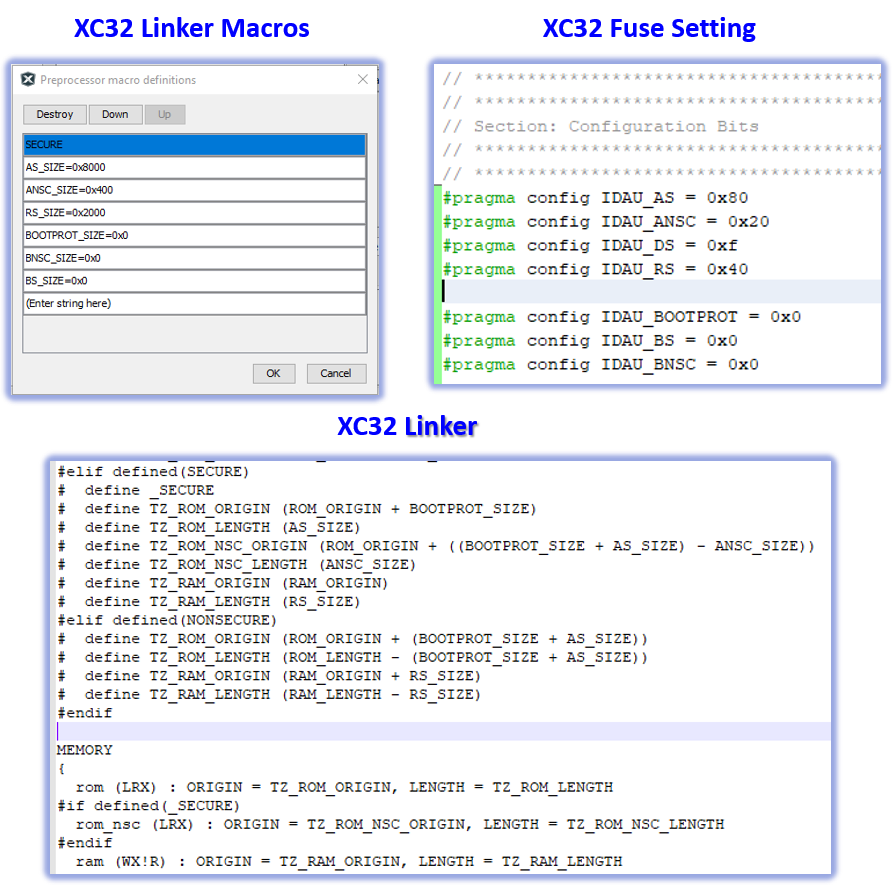 XC32 Linker Macros
Preprocessor macro definitions
Destroy Down Up
SECURE
AS_SIZE=0x8000
ANSC_SIZE=0x400
RS_SIZE=0x2000
BOOTPROT_SIZE=0x0
BNSC_SIZE=0x0
BS_SIZE=0x0
(Enter string here)
OK Cancel
XC32 Fuse Setting
// ****************************************
// ****************************************
// Section: Configuration Bits
// ****************************************
// ****************************************
#pragma config IDAU_AS = 0x80
#pragma config IDAU_ANSC = 0x20
#pragma config IDAU_DS = 0xf
#pragma config IDAU_RS = 0x40
#pragma config IDAU_BOOTPROT = 0x0
#pragma config IDAU_BS = 0x0
#pragma config IDAU_BNSC = 0x0
XC32 Linker
#elif defined(SECURE)
#  define _SECURE
#  define TZ_ROM_ORIGIN (ROM_ORIGIN + BOOTPROT_SIZE)
#  define TZ_ROM_LENGTH (AS_SIZE)
#  define TZ_ROM_NSC_ORIGIN (ROM_ORIGIN + ((BOOTPROT_SIZE + AS_SIZE) - ANSC_SIZE))
#  define TZ_ROM_NSC_LENGTH (ANSC_SIZE)
#  define TZ_RAM_ORIGIN (RAM_ORIGIN)
#  define TZ_RAM_LENGTH (RS_SIZE)
#elif defined(NONSECURE)
#  define TZ_ROM_ORIGIN (ROM_ORIGIN + (BOOTPROT_SIZE + AS_SIZE))
#  define TZ_ROM_LENGTH (ROM_LENGTH - (BOOTPROT_SIZE + AS_SIZE))
#  define TZ_RAM_ORIGIN (RAM_ORIGIN + RS_SIZE)
#  define TZ_RAM_LENGTH (RAM_LENGTH - RS_SIZE)
#endif
MEMORY
{
  rom (LRX) : ORIGIN = TZ_ROM_ORIGIN, LENGTH = TZ_ROM_LENGTH
#if defined(_SECURE)
  rom_nsc (LRX) : ORIGIN = TZ_ROM_NSC_ORIGIN, LENGTH = TZ_ROM_NSC_LENGTH
#endif
  ram (WX!R) : ORIGIN = TZ_RAM_ORIGIN, LENGTH = TZ_RAM_LENGTH